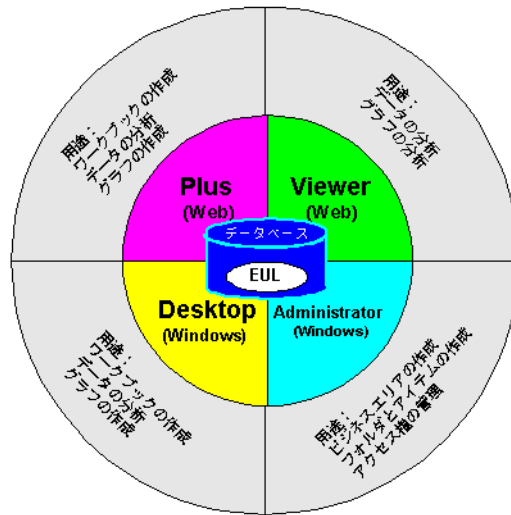 用途：
ワークブックの作成
データの分析
グラフの作成
用途：
データの分析
グラフの分析
Plus
(Web)
Viewer
(Web)
データベース
EUL
Desktop
(Windows)
Administrator
(Windows)
用途：
ワークブックの作成
データの分析
グラフの作成
用途：
ビジネスエリアの作成
フォルダとアイテムの作成
アクセス権の管理